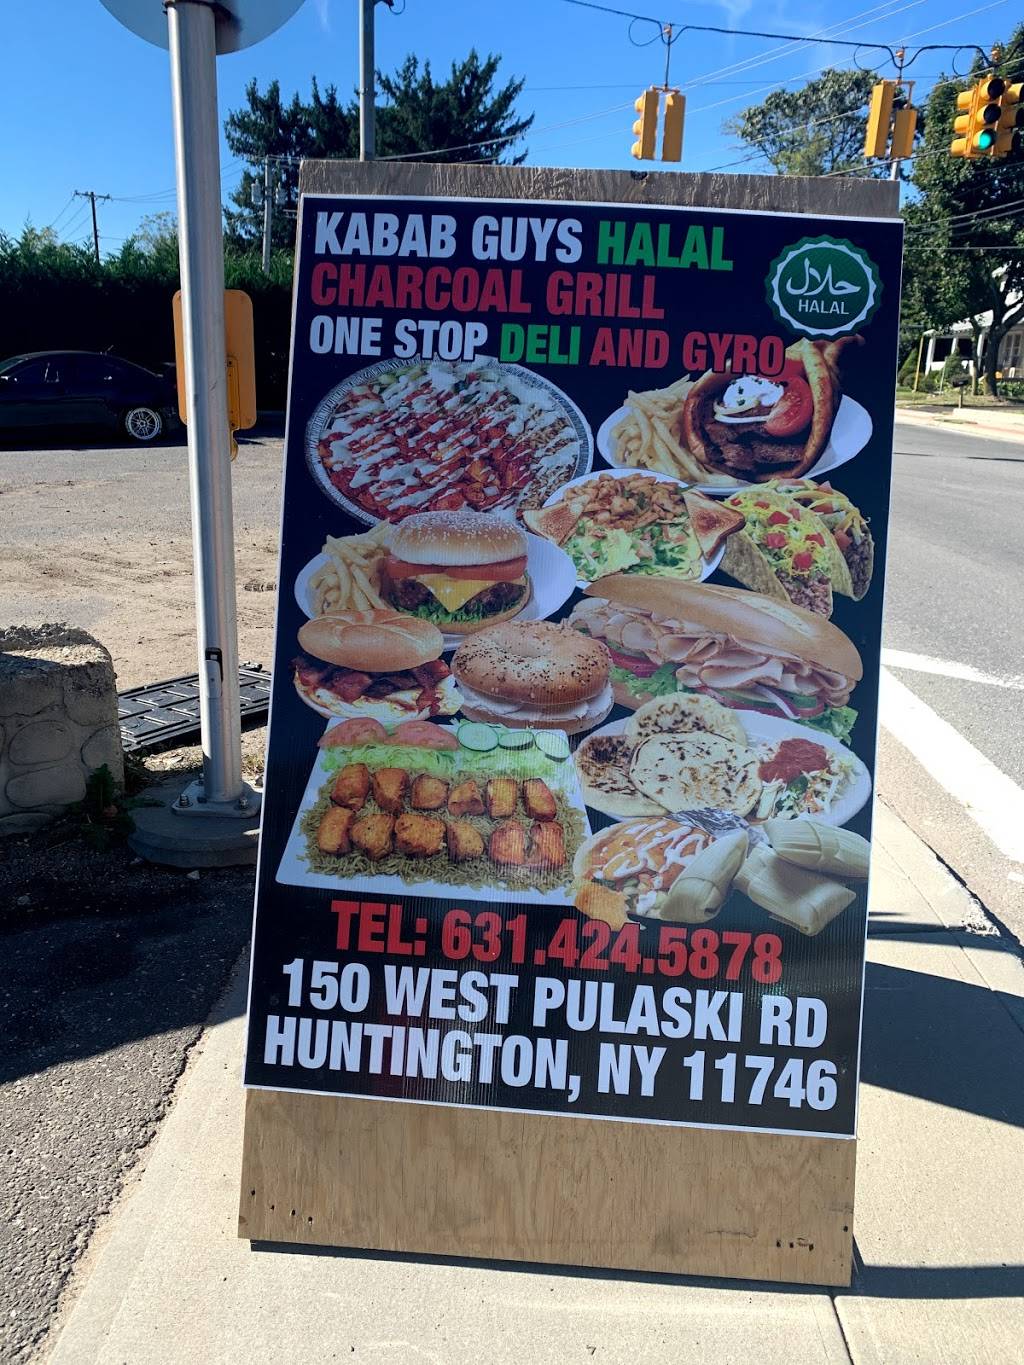 KABAB GUYS HALAL
CHARCOAL GRILL
ONE STOP DELI AND GYRO
حلال
HALAL
TEL: 631.424.5878
150 WEST PULASKI RD
HUNTINGTON, NY 11746